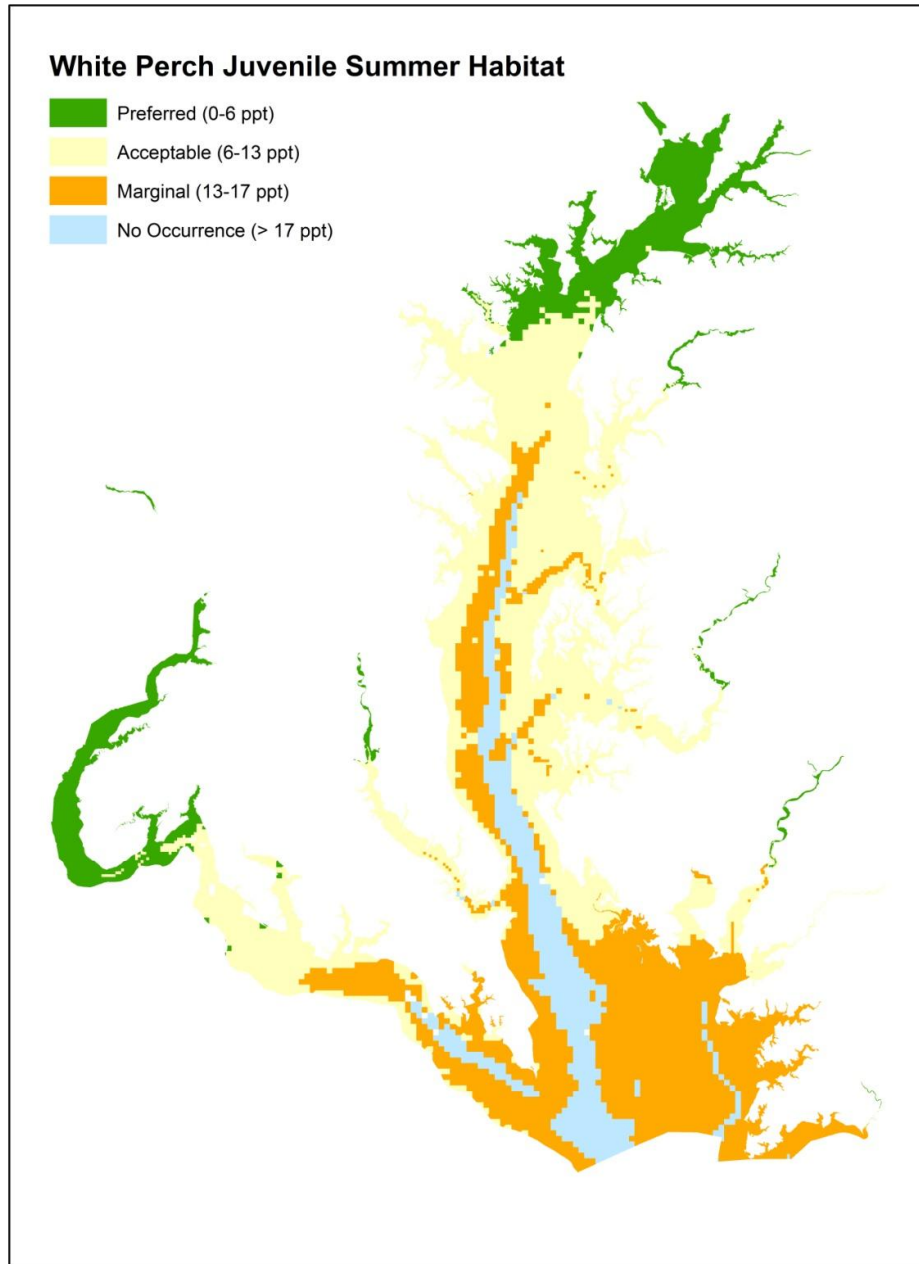 White Perch Juvenile Summer Habitat
Preferred (0-6 ppt)
Acceptable (6-13 ppt)
Marginal (13-17 ppt)
No Occurrence (> 17 ppt)